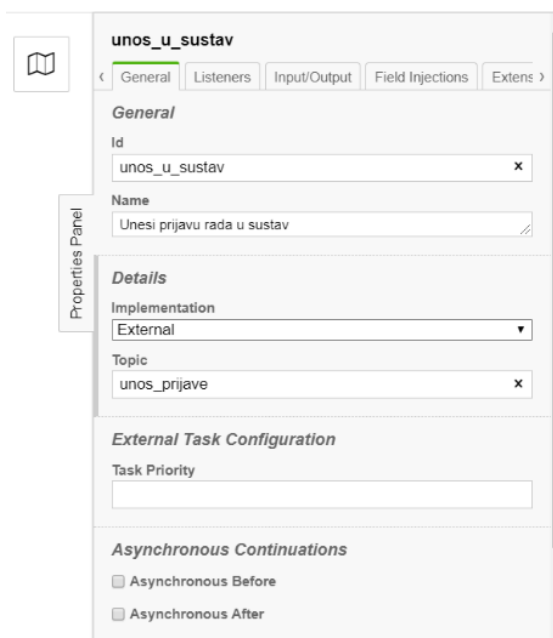 unos_u_sustav
General Listeners Input/Output Field Injections Extens
General
Id
unos_u_sustav
Name
Unesi prijavu rada u sustav
Properties Panel
Details
Implementation
External
Topic
unos_prijave
External Task Configuration
Task Priority
Asynchronous Continuations
Asynchronous Before
Asynchronous After